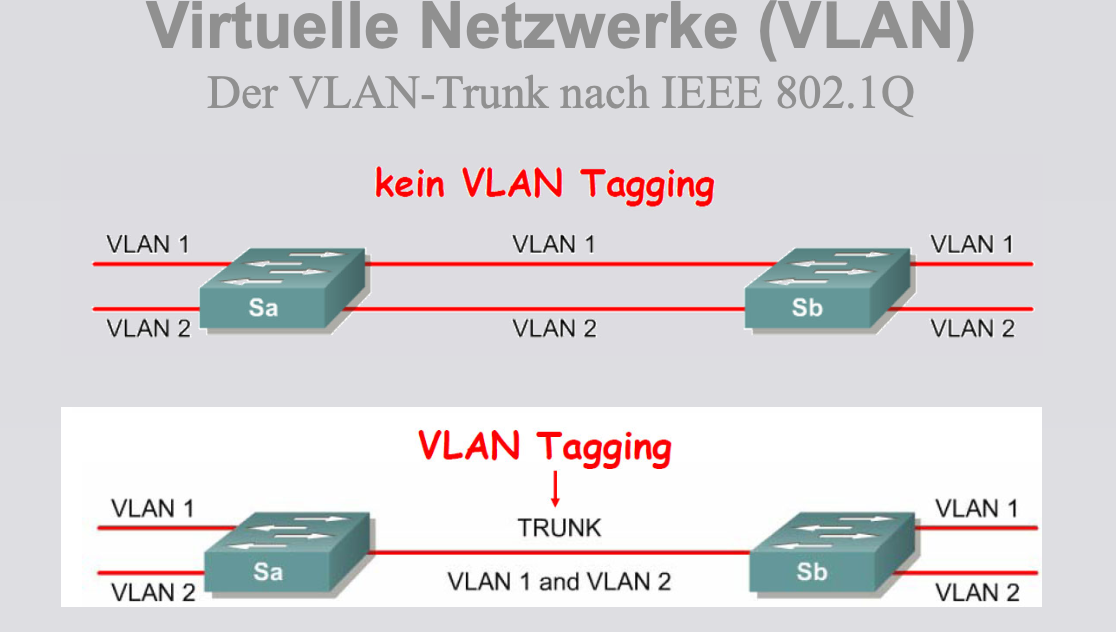 Virtuelle Netzwerke (VLAN)
Der VLAN-Trunk nach IEEE 802.1Q
kein VLAN Tagging
VLAN 1 VLAN 1 VLAN 1
Sa Sb
VLAN 2 VLAN 2 VLAN 2
VLAN Tagging
VLAN 1 VLAN 1
TRUNK
Sa Sb
VLAN 1 and VLAN 2
VLAN 2 VLAN 2